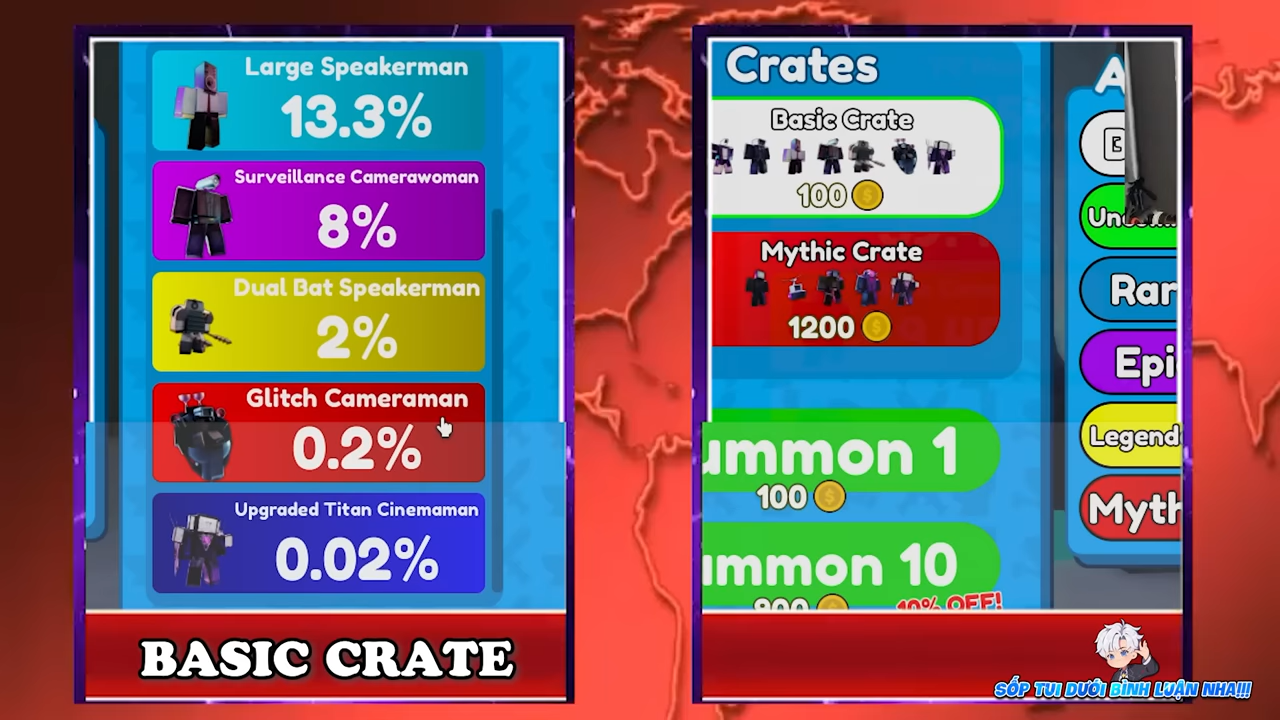 Large Speakerman
13.3%
Surveillance Camerawoman
8%
Dual Bat Speakerman
2%
Glitch Cameraman
0.2%
Upgraded Titan Cinemaman
0.02%
BASIC CRATE
Crates
Basic Crate
100
Mythic Crate
1200
ummon 1
100
ummon 10
900
10% OFF!
A
Rar
Epi
Legend
Myth
SỐP TUI DƯỚI BÌNH LUẬN NHA!!!